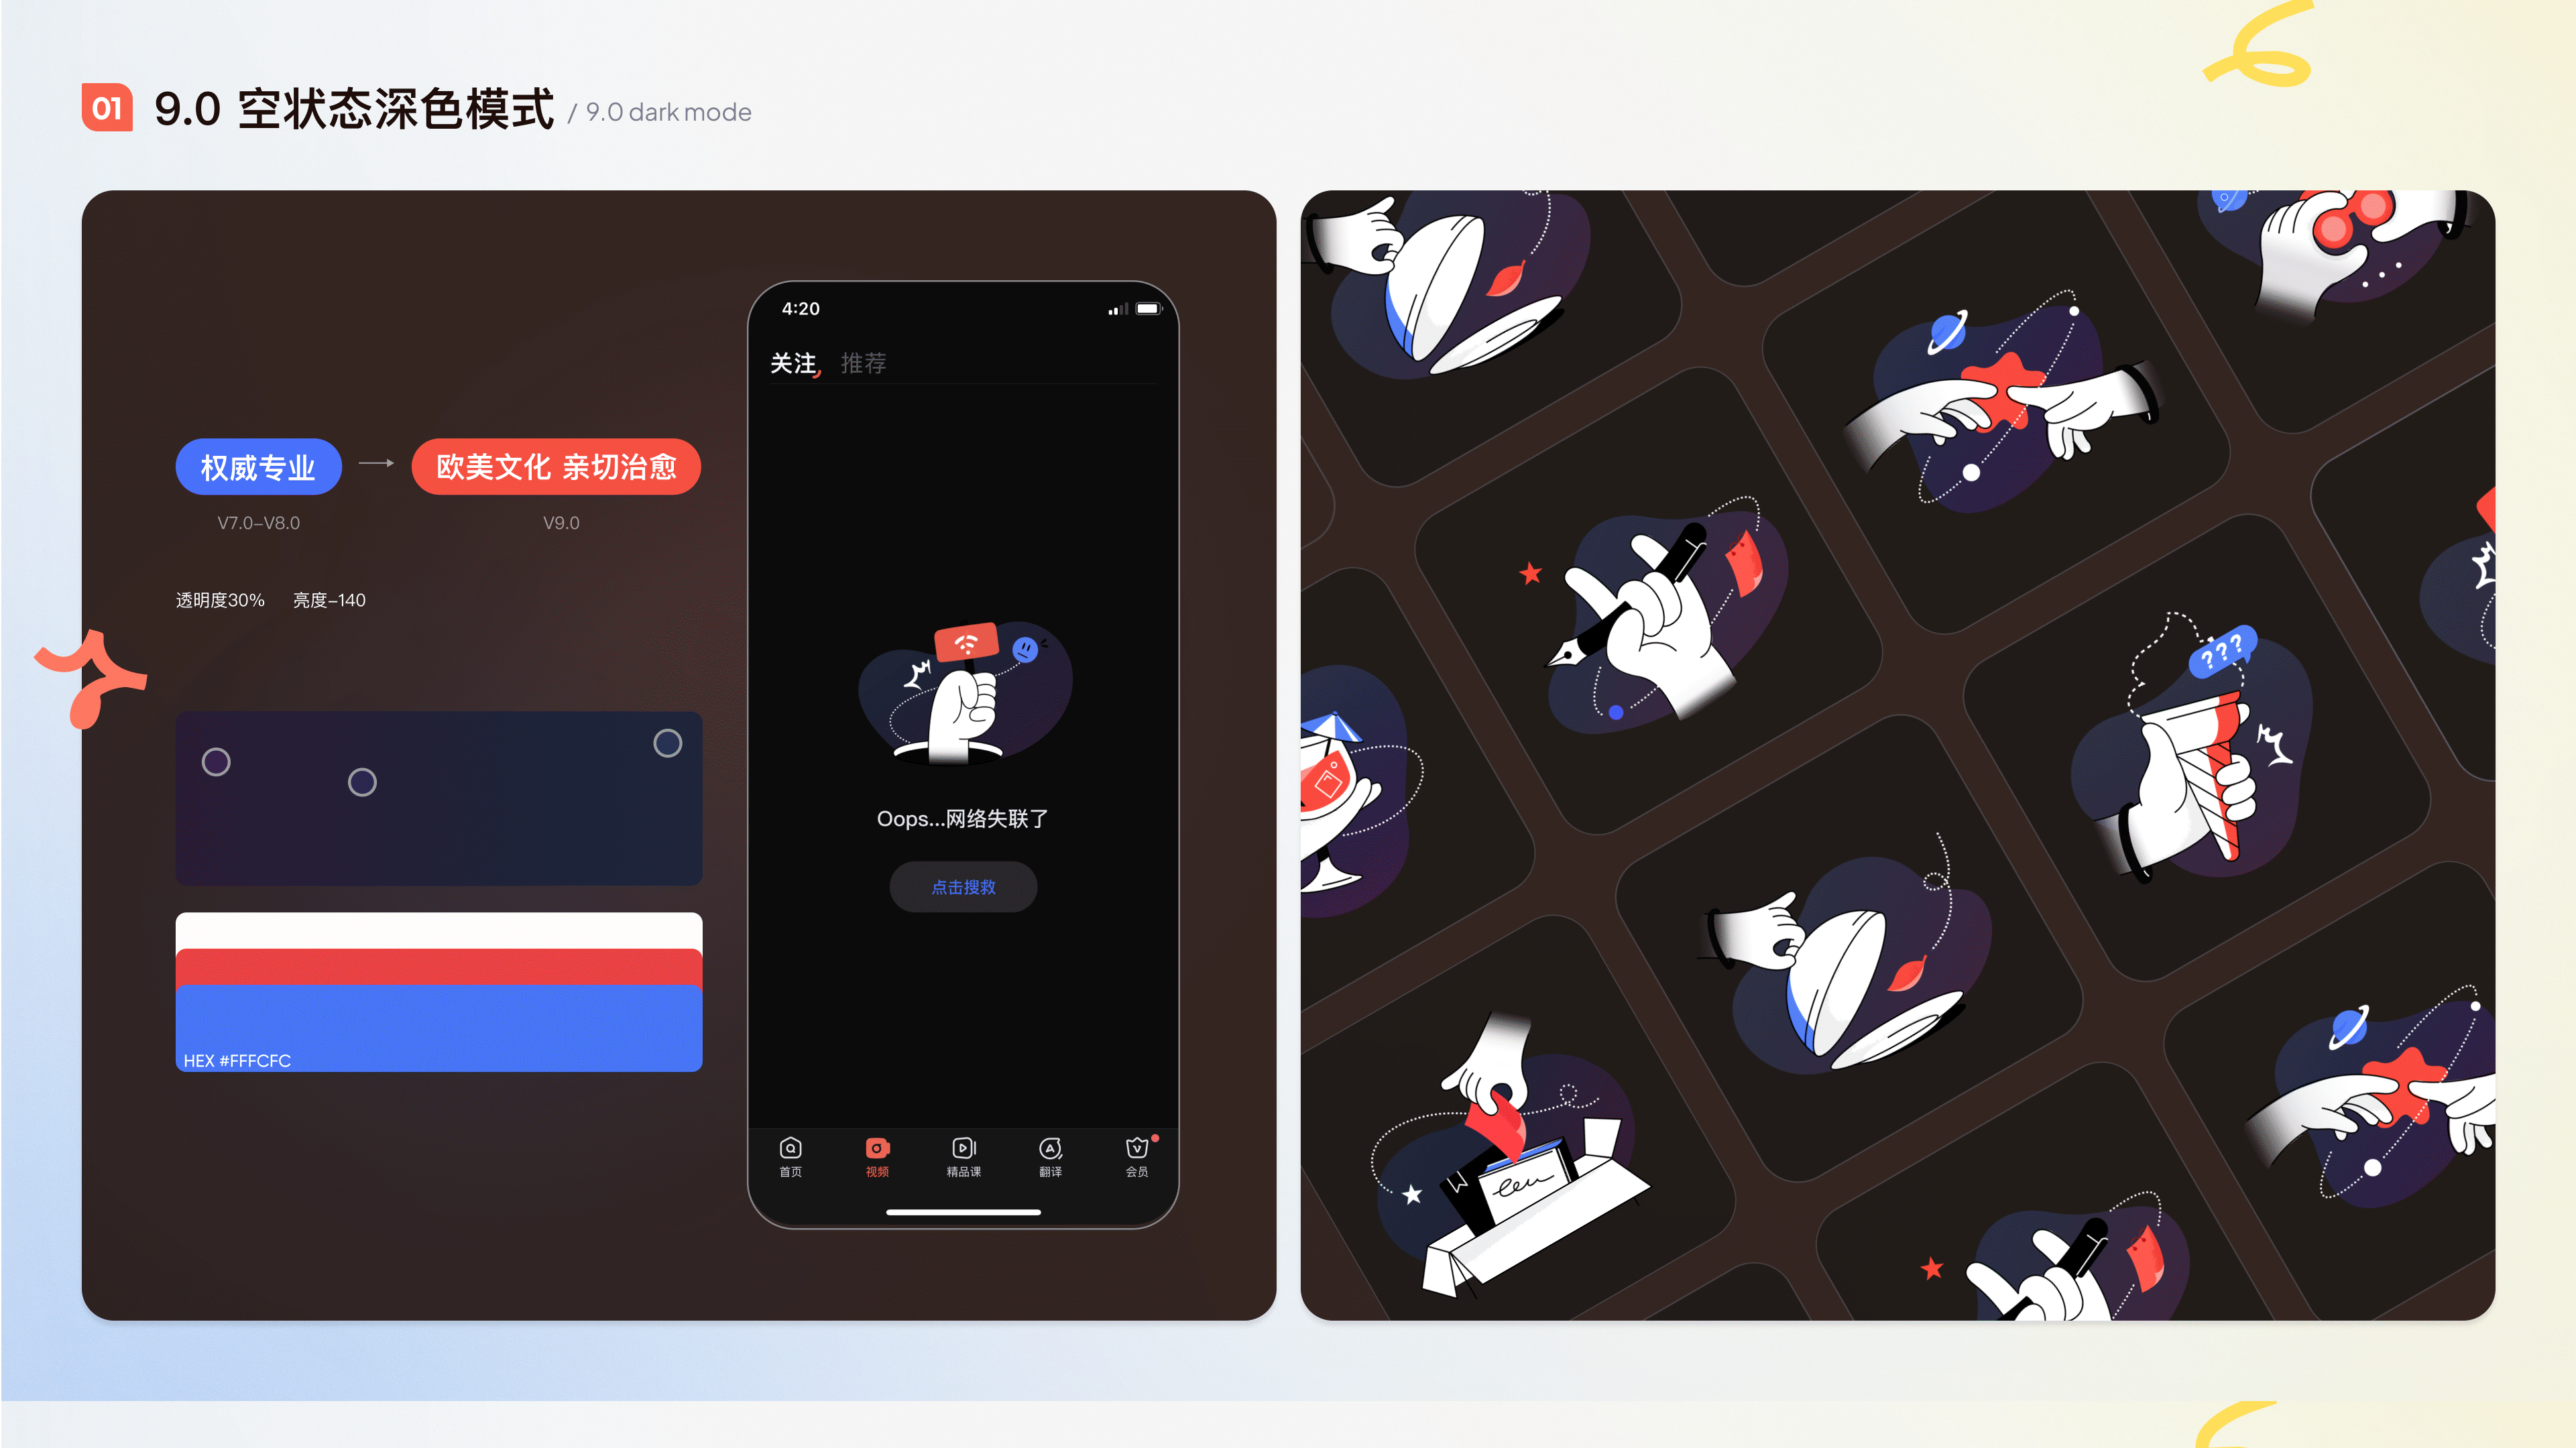 01 9.0 空状态深色模式 / 9.0 dark mode
权威专业 → 欧美文化 亲切治愈
V7.0–V8.0 V9.0
透明度30% 亮度–140
HEX #FFFCFC
4:20
关注 推荐
Oops...网络失联了
点击搜救
首页 视频 精品课 翻译 会员
???